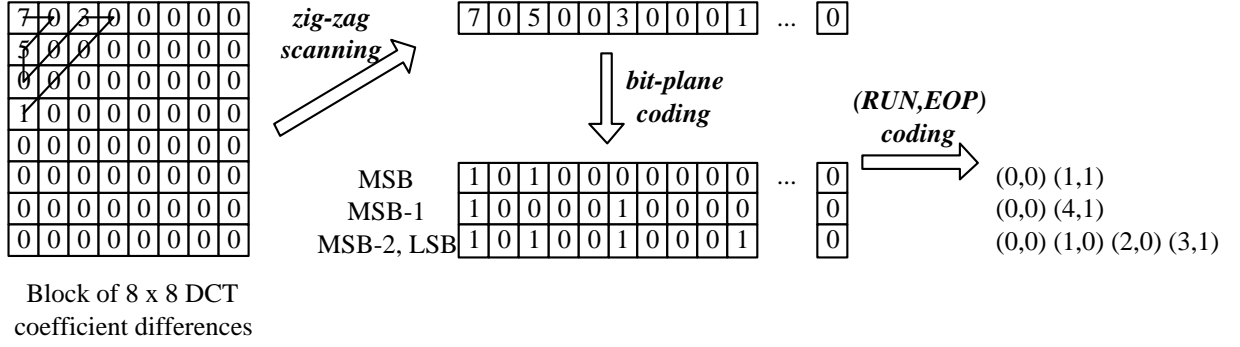 7 0 3 0 0 0 0 0
5 0 0 0 0 0 0 0
0 0 0 0 0 0 0 0
1 0 0 0 0 0 0 0
0 0 0 0 0 0 0 0
0 0 0 0 0 0 0 0
0 0 0 0 0 0 0 0
0 0 0 0 0 0 0 0
Block of 8 x 8 DCT
coefficient differences
zig-zag
scanning
7 0 5 0 0 3 0 0 0 1 ... 0
bit-plane
coding
MSB 1 0 1 0 0 0 0 0 0 0 ... 0
MSB-1 1 0 0 0 0 1 0 0 0 0 0
MSB-2, LSB 1 0 1 0 0 1 0 0 0 1 0
(RUN,EOP)
coding
(0,0) (1,1)
(0,0) (4,1)
(0,0) (1,0) (2,0) (3,1)